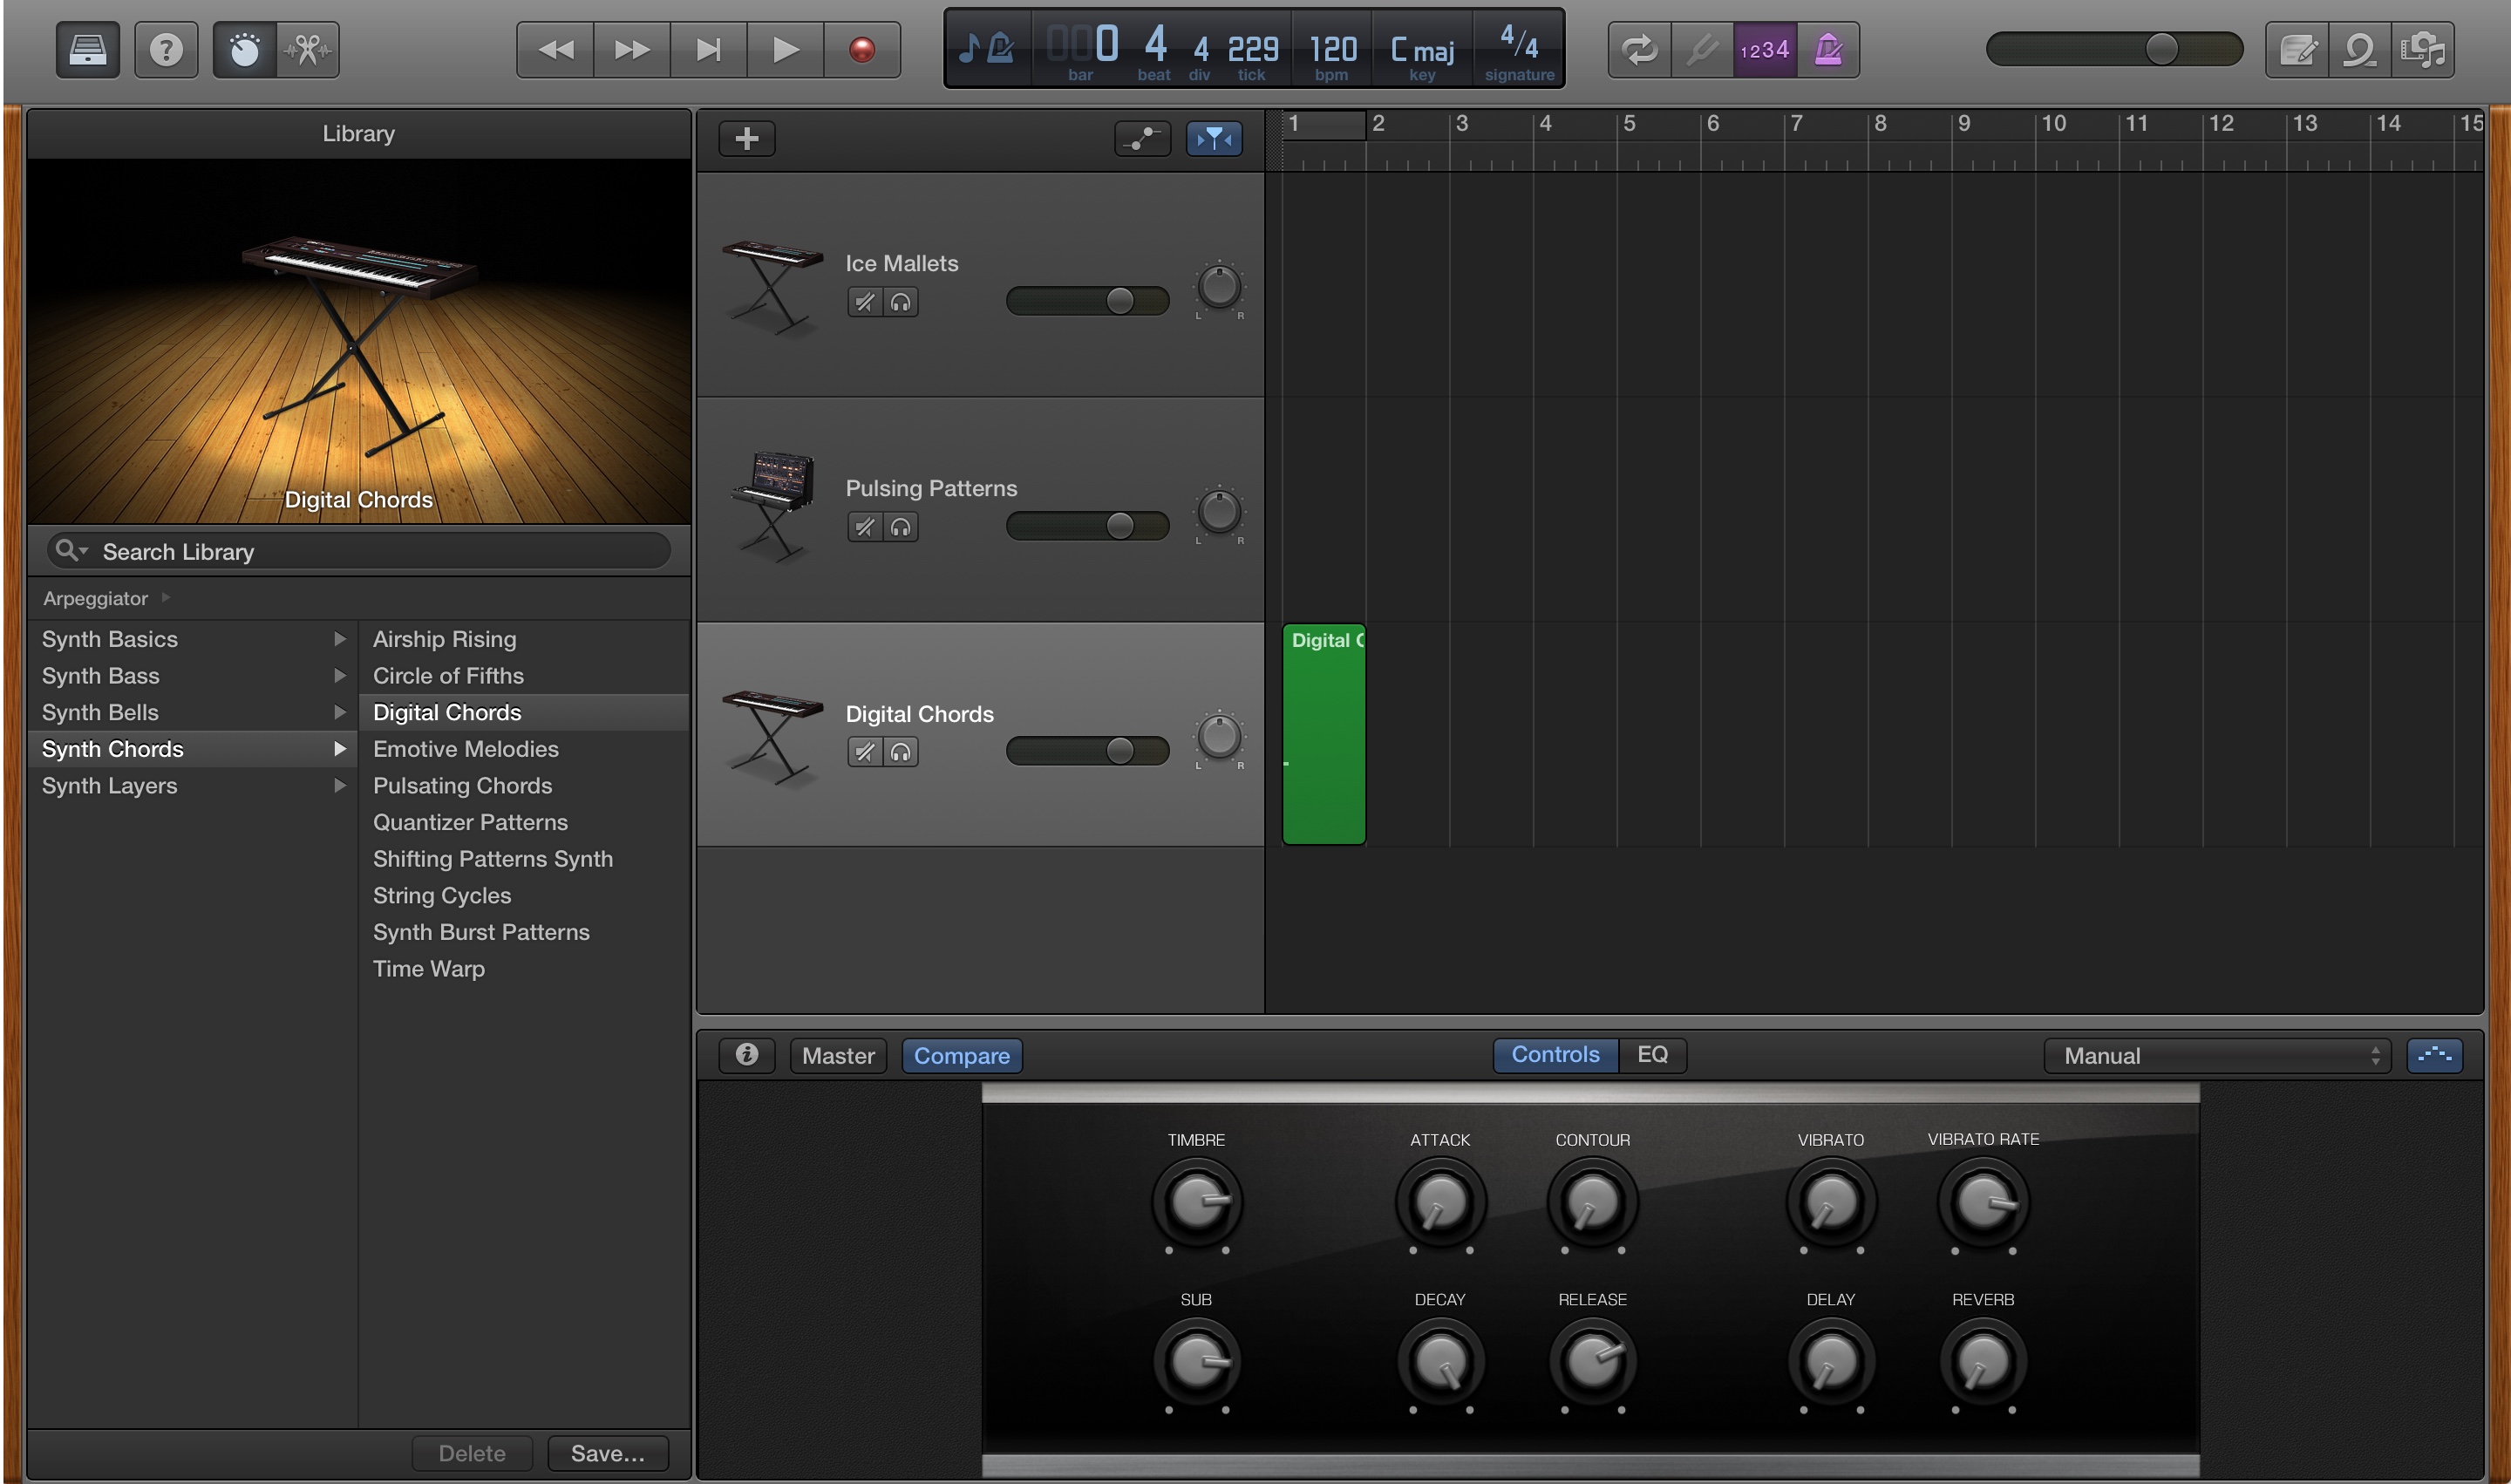 0 4 4 229 120 C maj 4/4
bar beat div tick bpm key signature
1234
Library
Digital Chords
Search Library
Arpeggiator
Synth Basics
Synth Bass
Synth Bells
Synth Chords
Synth Layers
Airship Rising
Circle of Fifths
Digital Chords
Emotive Melodies
Pulsating Chords
Quantizer Patterns
Shifting Patterns Synth
String Cycles
Synth Burst Patterns
Time Warp
Delete Save...
1 2 3 4 5 6 7 8 9 10 11 12 13 14 15
Ice Mallets
L R
Pulsing Patterns
L R
Digital Chords
L R
Digital C
Master Compare Controls EQ Manual
TIMBRE ATTACK CONTOUR VIBRATO VIBRATO RATE
SUB DECAY RELEASE DELAY REVERB